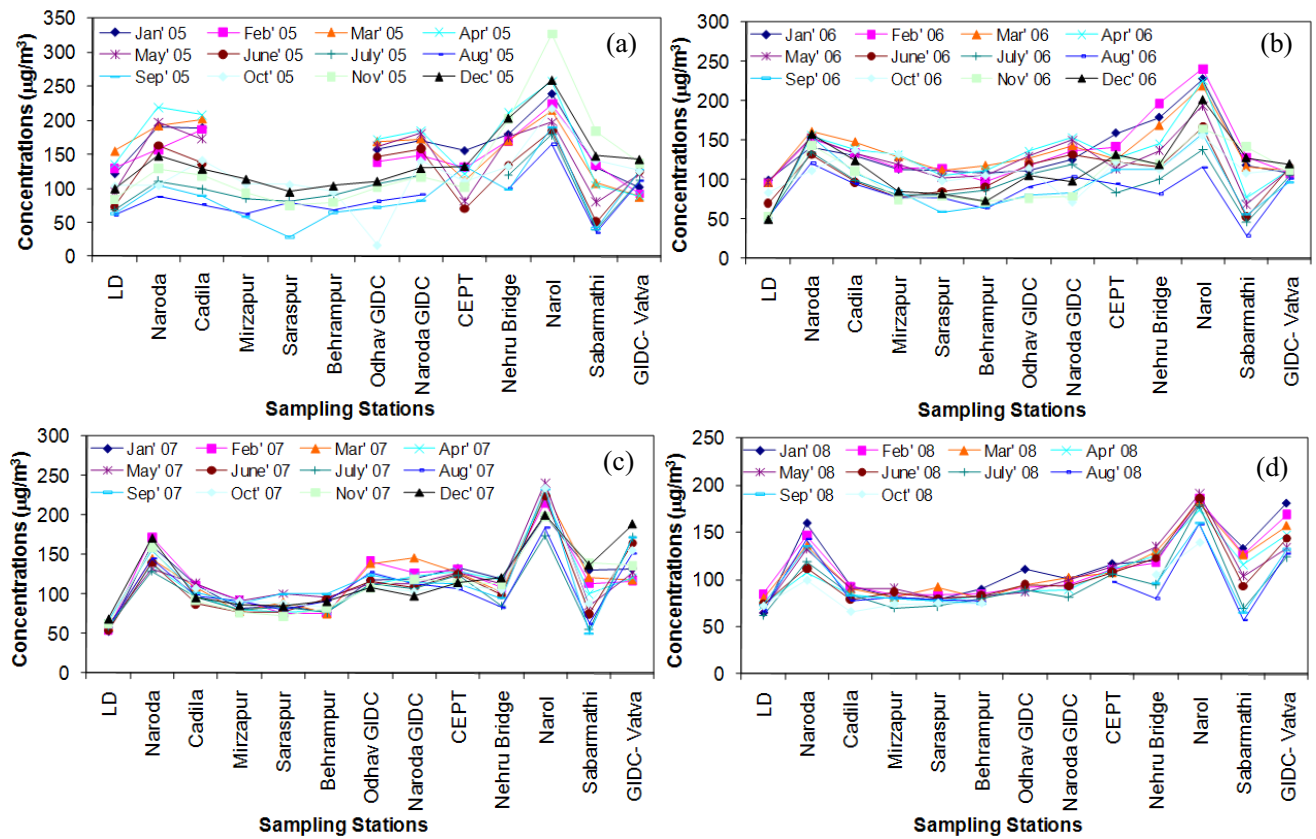 (a)
Jan' 05 Feb' 05 Mar' 05 Apr' 05
May' 05 June' 05 July' 05 Aug' 05
Sep' 05 Oct' 05 Nov' 05 Dec' 05
Concentrations (µg/m³)
350
300
250
200
150
100
50
0
LD
Naroda
Cadila
Mirzapur
Saraspur
Behrampur
Odhav GIDC
Naroda GIDC
CEPT
Nehru Bridge
Narol
Sabarmathi
GIDC- Vatva
Sampling Stations
(b)
Jan' 06 Feb' 06 Mar' 06 Apr' 06
May' 06 June' 06 July' 06 Aug' 06
Sep' 06 Oct' 06 Nov' 06 Dec' 06
Concentrations (µg/m³)
300
250
200
150
100
50
0
LD
Naroda
Cadila
Mirzapur
Saraspur
Behrampur
Odhav GIDC
Naroda GIDC
CEPT
Nehru Bridge
Narol
Sabarmathi
GIDC- Vatva
Sampling Stations
(c)
Jan' 07 Feb' 07 Mar' 07 Apr' 07
May' 07 June' 07 July' 07 Aug' 07
Sep' 07 Oct' 07 Nov' 07 Dec' 07
Concentrations (µg/m³)
300
250
200
150
100
50
0
LD
Naroda
Cadila
Mirzapur
Saraspur
Behrampur
Odhav GIDC
Naroda GIDC
CEPT
Nehru Bridge
Narol
Sabarmathi
GIDC- Vatva
Sampling Stations
(d)
Jan' 08 Feb' 08 Mar' 08 Apr' 08
May' 08 June' 08 July' 08 Aug' 08
Sep' 08 Oct' 08
Concentrations (µg/m³)
250
200
150
100
50
0
LD
Naroda
Cadila
Mirzapur
Saraspur
Behrampur
Odhav GIDC
Naroda GIDC
CEPT
Nehru Bridge
Narol
Sabarmathi
GIDC- Vatva
Sampling Stations